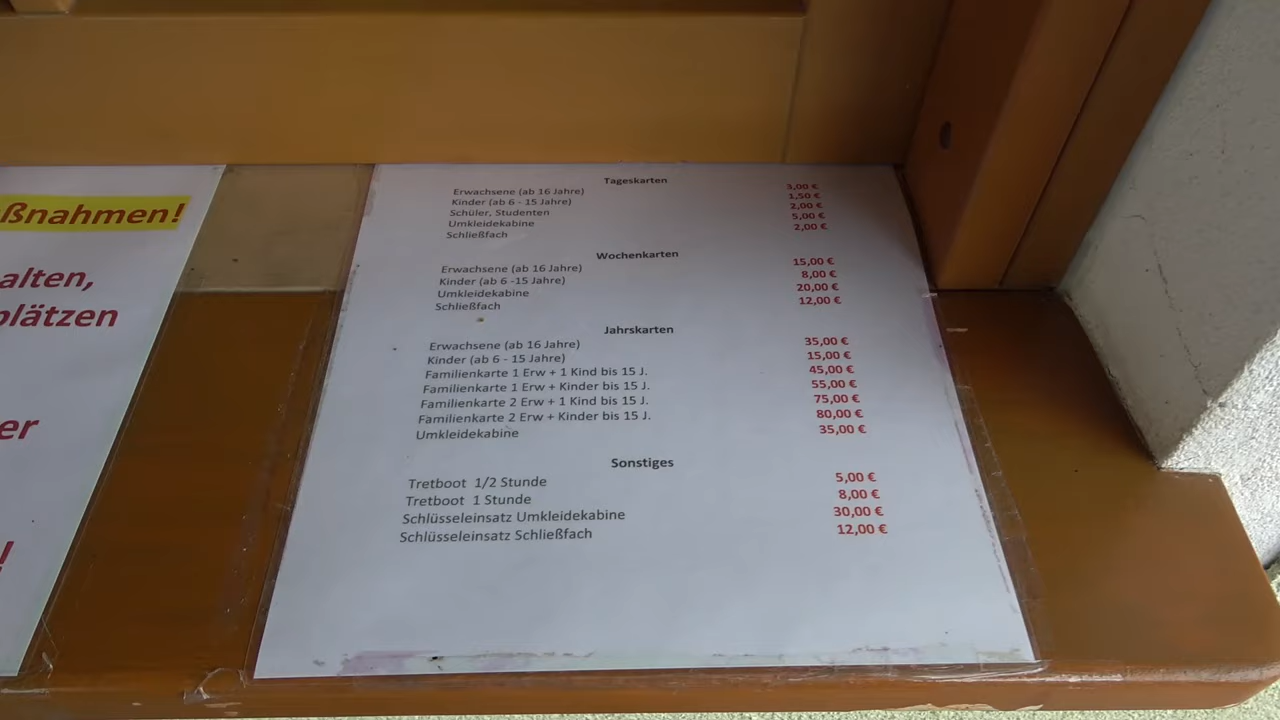 aßnahmen!
alten,
plätzen
er
!
Tageskarten
Erwachsene (ab 16 Jahre) 3,00 €
Kinder (ab 6 - 15 Jahre) 1,50 €
Schüler, Studenten 2,00 €
Umkleidekabine 5,00 €
Schließfach 2,00 €
Wochenkarten
Erwachsene (ab 16 Jahre) 15,00 €
Kinder (ab 6 -15 Jahre) 8,00 €
Umkleidekabine 20,00 €
Schließfach 12,00 €
Jahrskarten
Erwachsene (ab 16 Jahre) 35,00 €
Kinder (ab 6 - 15 Jahre) 15,00 €
Familienkarte 1 Erw + 1 Kind bis 15 J. 45,00 €
Familienkarte 1 Erw + Kinder bis 15 J. 55,00 €
Familienkarte 2 Erw + 1 Kind bis 15 J. 75,00 €
Familienkarte 2 Erw + Kinder bis 15 J. 80,00 €
Umkleidekabine 35,00 €
Sonstiges
Tretboot 1/2 Stunde 5,00 €
Tretboot 1 Stunde 8,00 €
Schlüsseleinsatz Umkleidekabine 30,00 €
Schlüsseleinsatz Schließfach 12,00 €